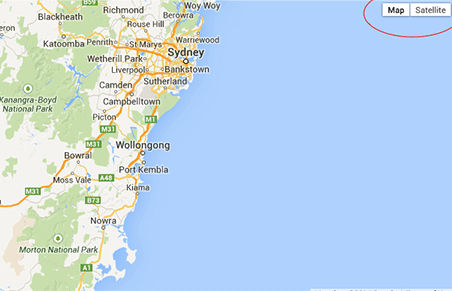 Richmond
B59
Woy Woy
Blackheath
Berowra
Map Satellite
Rouse Hill
Katoomba
Penrith
St Marys
Warriewood
Wetherill Park
Sydney
Liverpool
Bankstown
Camden
Sutherland
Kanangra-Boyd
National Park
Campbelltown
Picton
M1
M31
Bowral
Wollongong
M31
Moss Vale
A48
Port Kembla
M31
B73
Kiama
Nowra
Morton National Park
A1